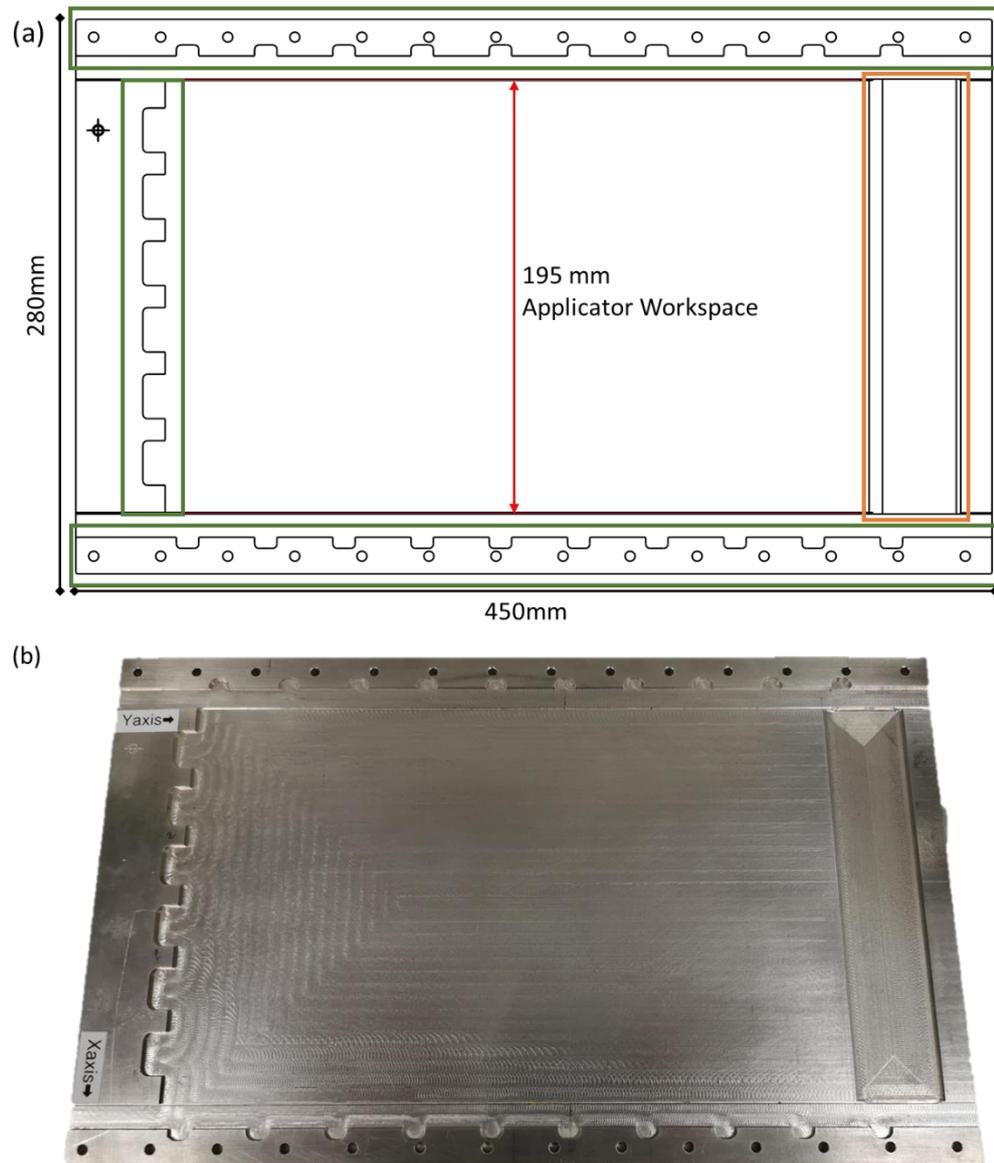 (a)
280mm
195 mm
Applicator Workspace
450mm
(b)
Yaxis➡
Xaxis➡